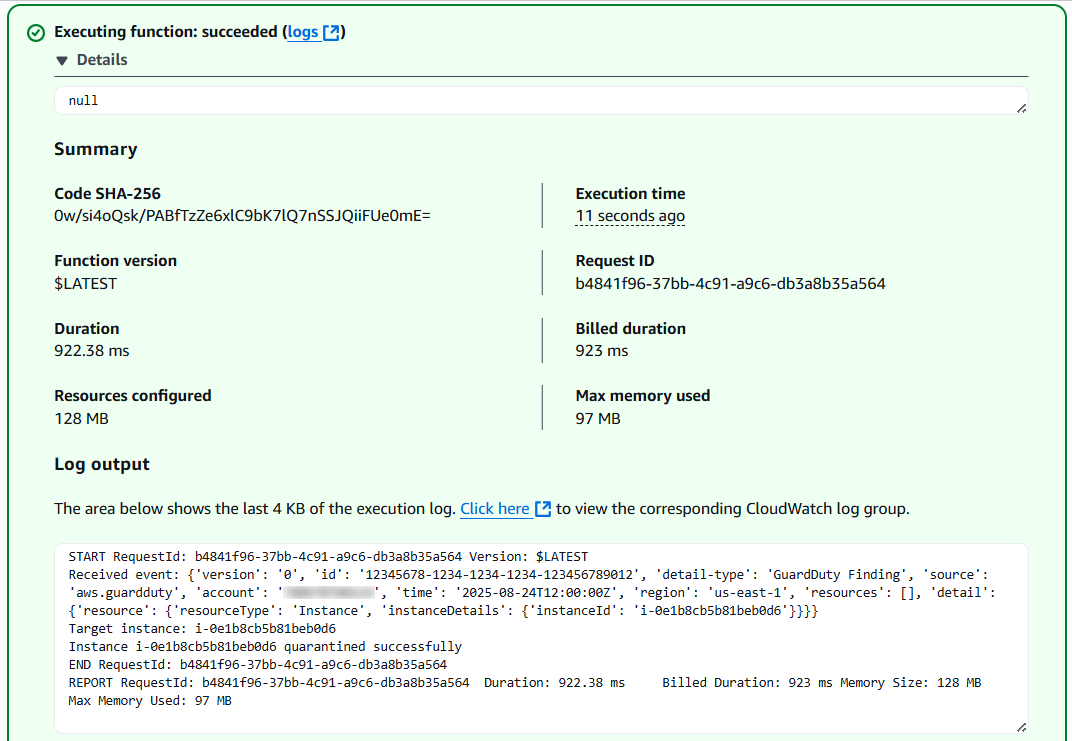 Executing function: succeeded (logs)
Details
null
Summary
Code SHA-256
0w/si4oQsk/PABfTzZe6xlC9bK7lQ7nSSJQiiFUe0mE=
Execution time
11 seconds ago
Function version
$LATEST
Request ID
b4841f96-37bb-4c91-a9c6-db3a8b35a564
Duration
922.38 ms
Billed duration
923 ms
Resources configured
128 MB
Max memory used
97 MB
Log output
The area below shows the last 4 KB of the execution log. Click here to view the corresponding CloudWatch log group.
START RequestId: b4841f96-37bb-4c91-a9c6-db3a8b35a564 Version: $LATEST
Received event: {'version': '0', 'id': '12345678-1234-1234-1234-123456789012', 'detail-type': 'GuardDuty Finding', 'source':
'aws.guardduty', 'account': '', 'time': '2025-08-24T12:00:00Z', 'region': 'us-east-1', 'resources': [], 'detail':
{'resource': {'resourceType': 'Instance', 'instanceDetails': {'instanceId': 'i-0e1b8cb5b81beb0d6'}}}}
Target instance: i-0e1b8cb5b81beb0d6
Instance i-0e1b8cb5b81beb0d6 quarantined successfully
END RequestId: b4841f96-37bb-4c91-a9c6-db3a8b35a564
REPORT RequestId: b4841f96-37bb-4c91-a9c6-db3a8b35a564 Duration: 922.38 ms Billed Duration: 923 ms Memory Size: 128 MB
Max Memory Used: 97 MB